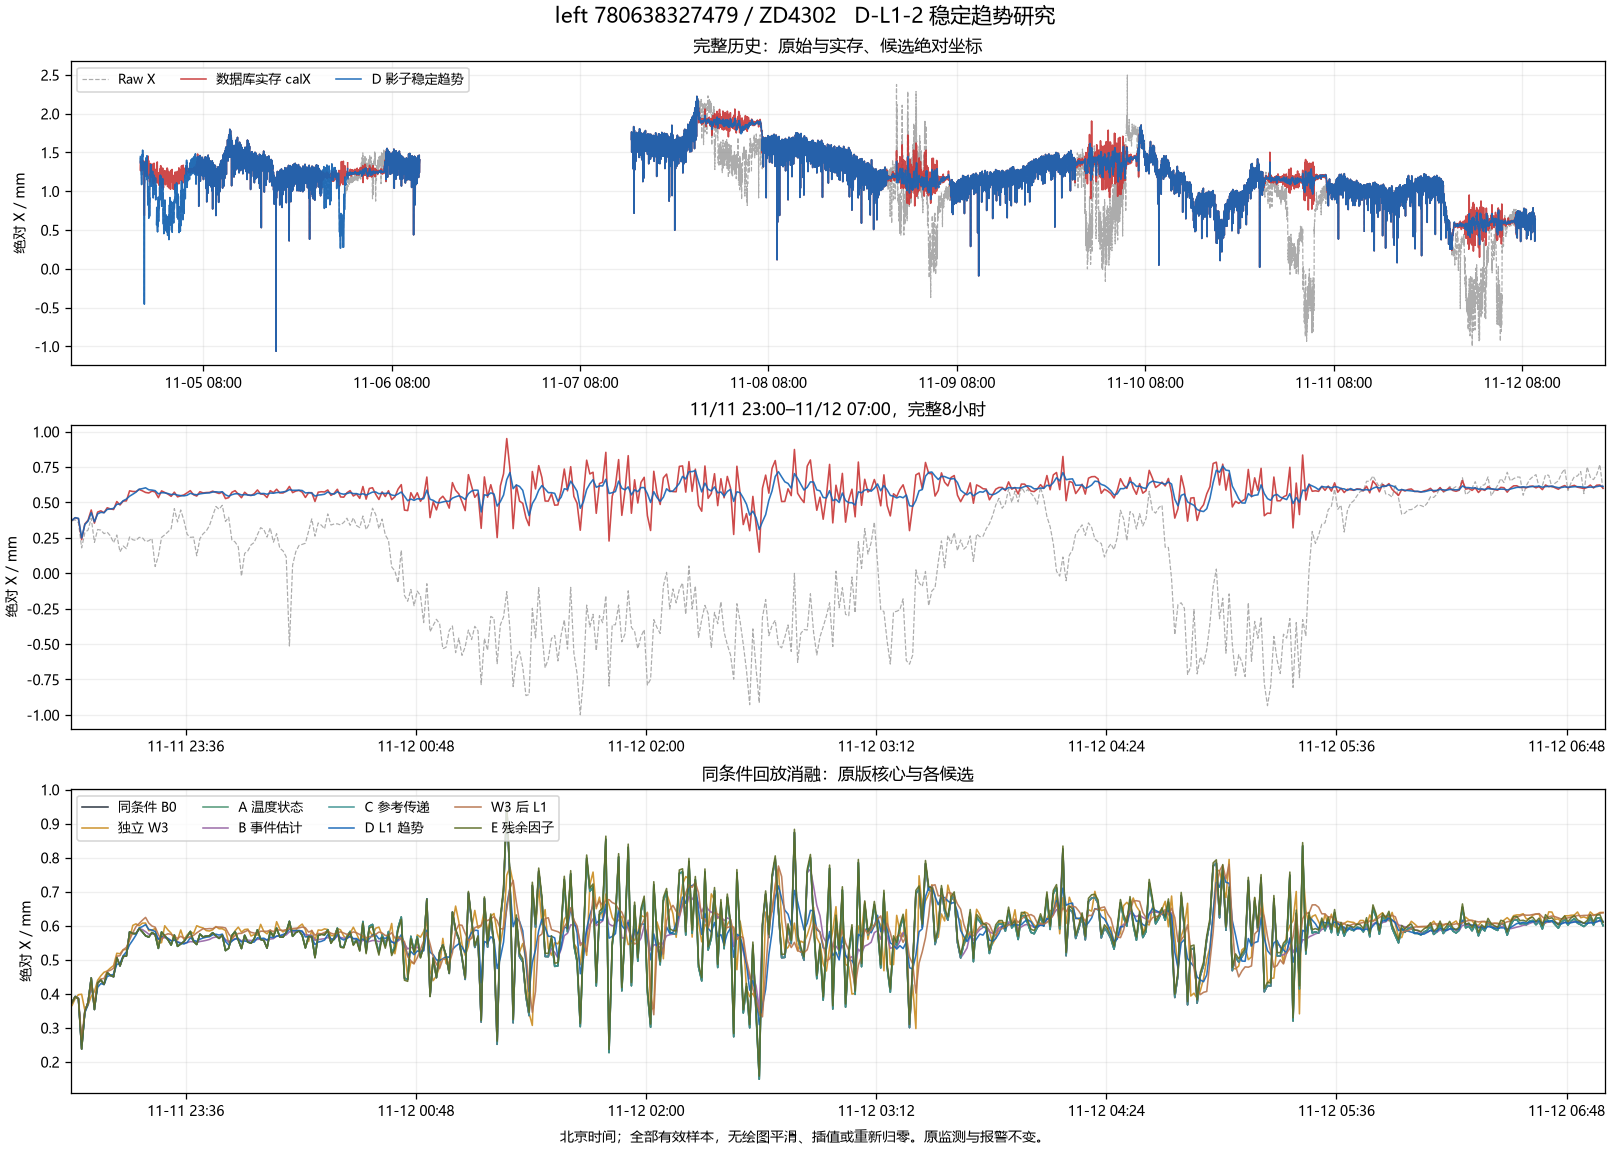 left 780638327479 / ZD4302   D-L1-2 稳定趋势研究
完整历史：原始与实存、候选绝对坐标
Raw X   数据库实存 calX   D 影子稳定趋势
绝对 X / mm
2.5
2.0
1.5
1.0
0.5
0.0
-0.5
-1.0
11-05 08:00   11-06 08:00   11-07 08:00   11-08 08:00   11-09 08:00   11-10 08:00   11-11 08:00   11-12 08:00
11/11 23:00–11/12 07:00，完整8小时
绝对 X / mm
1.00
0.75
0.50
0.25
0.00
-0.25
-0.50
-0.75
-1.00
11-11 23:36   11-12 00:48   11-12 02:00   11-12 03:12   11-12 04:24   11-12 05:36   11-12 06:48
同条件回放消融：原版核心与各候选
同条件 B0   A 温度状态   C 参考传递   W3 后 L1
独立 W3   B 事件估计   D L1 趋势   E 残余因子
绝对 X / mm
1.0
0.9
0.8
0.7
0.6
0.5
0.4
0.3
0.2
11-11 23:36   11-12 00:48   11-12 02:00   11-12 03:12   11-12 04:24   11-12 05:36   11-12 06:48
北京时间；全部有效样本，无绘图平滑、插值或重新归零。原监测与报警不变。